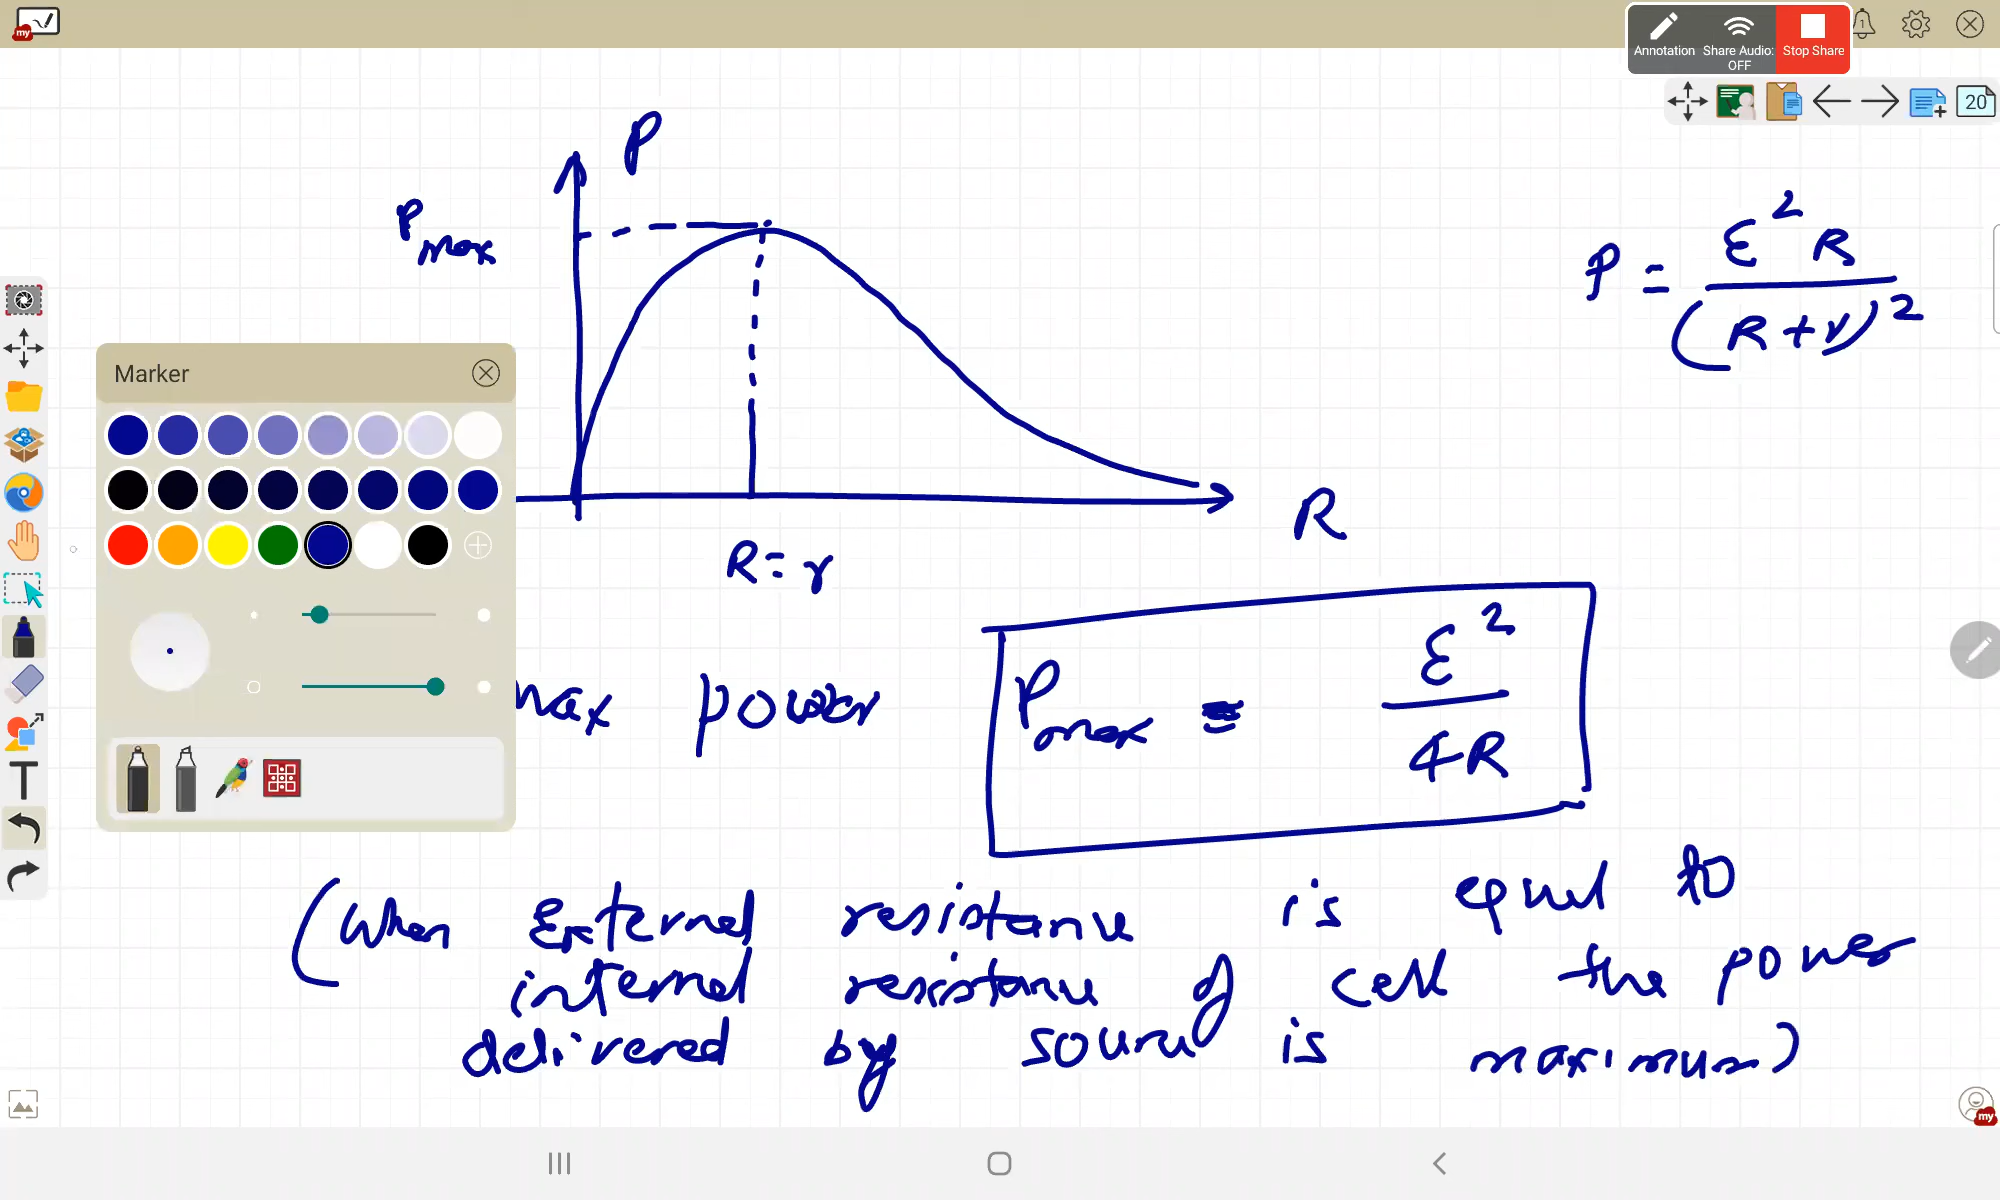 Annotation Share Audio: OFF Stop Share
20
P
Pmax
P = ε² R / (R + r)²
Marker
R
R = r
max power
Pmax = ε² / 4R
(When External resistance is equal to
internal resistance of cell the power
delivered by source is maximum)